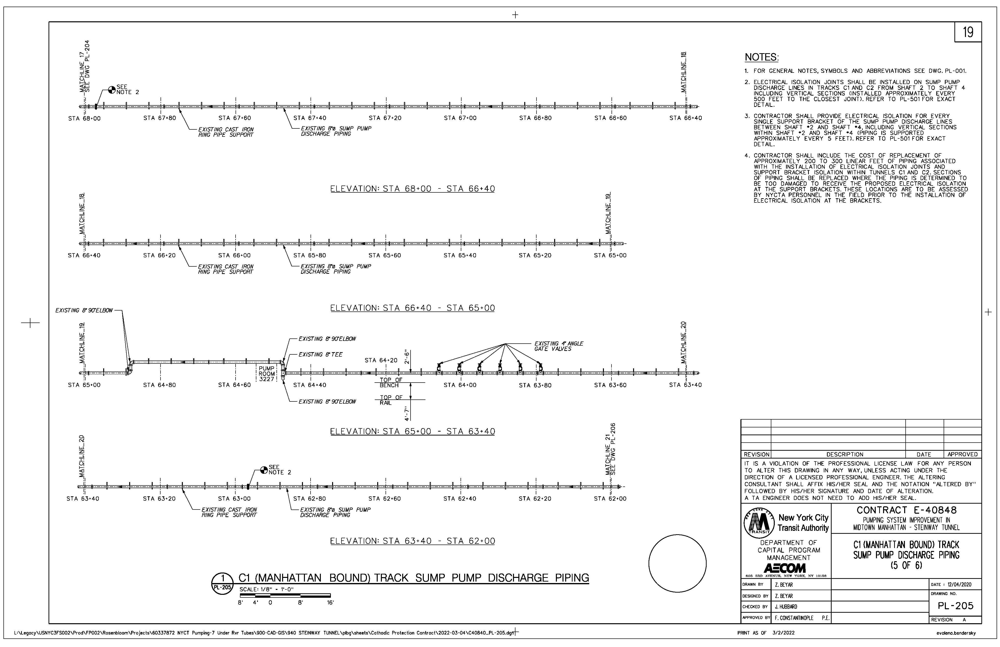 19
MATCHLINE 17
SEE DWG PL-204
SEE
NOTE 2
MATCHLINE 18
STA 68+00
STA 67+80
STA 67+60
STA 67+40
STA 67+20
STA 67+00
STA 66+80
STA 66+60
STA 66+40
EXISTING CAST IRON
RING PIPE SUPPORT
EXISTING 8"ø SUMP PUMP
DISCHARGE PIPING
ELEVATION: STA 68+00 - STA 66+40
MATCHLINE 18
MATCHLINE 19
STA 66+40
STA 66+20
STA 66+00
STA 65+80
STA 65+60
STA 65+40
STA 65+20
STA 65+00
EXISTING CAST IRON
RING PIPE SUPPORT
EXISTING 8"ø SUMP PUMP
DISCHARGE PIPING
ELEVATION: STA 66+40 - STA 65+00
EXISTING 8" 90°ELBOW
MATCHLINE 19
EXISTING 8" 90°ELBOW
EXISTING 8" TEE
STA 64+20
2'-6"
EXISTING 4" ANGLE
GATE VALVES
MATCHLINE 20
PUMP
ROOM
3227
STA 65+00
STA 64+80
STA 64+60
STA 64+40
TOP OF
BENCH
STA 64+00
STA 63+80
STA 63+60
STA 63+40
EXISTING 8" 90°ELBOW
TOP OF
RAIL
4'-7"
ELEVATION: STA 65+00 - STA 63+40
MATCHLINE 20
SEE
NOTE 2
MATCHLINE 21
SEE DWG PL-206
STA 63+40
STA 63+20
STA 63+00
STA 62+80
STA 62+60
STA 62+40
STA 62+20
STA 62+00
EXISTING CAST IRON
RING PIPE SUPPORT
EXISTING 8"ø SUMP PUMP
DISCHARGE PIPING
ELEVATION: STA 63+40 - STA 62+00
1
PL-205
C1 (MANHATTAN BOUND) TRACK SUMP PUMP DISCHARGE PIPING
SCALE: 1/8" = 1'-0"
8' 4' 0 8' 16'
NOTES:
1. FOR GENERAL NOTES, SYMBOLS AND ABBREVIATIONS SEE DWG. PL-001.
2. ELECTRICAL ISOLATION JOINTS SHALL BE INSTALLED ON SUMP PUMP
DISCHARGE LINES IN TRACKS C1 AND C2 FROM SHAFT 2 TO SHAFT 4
INCLUDING VERTICAL SECTIONS (INSTALLED APPROXIMATELY EVERY
500 FEET TO THE CLOSEST JOINT). REFER TO PL-501 FOR EXACT
DETAIL.
3. CONTRACTOR SHALL PROVIDE ELECTRICAL ISOLATION FOR EVERY
SINGLE SUPPORT BRACKET OF THE SUMP PUMP DISCHARGE LINES
BETWEEN SHAFT #2 AND SHAFT #4, INCLUDING VERTICAL SECTIONS
WITHIN SHAFT #2 AND SHAFT #4 (PIPING IS SUPPORTED
APPROXIMATELY EVERY 5 FEET). REFER TO PL-501 FOR EXACT
DETAIL.
4. CONTRACTOR SHALL INCLUDE THE COST OF REPLACEMENT OF
APPROXIMATELY 200 TO 300 LINEAR FEET OF PIPING ASSOCIATED
WITH THE INSTALLATION OF ELECTRICAL ISOLATION JOINTS AND
SUPPORT BRACKET ISOLATION WITHIN TUNNELS C1 AND C2. SECTIONS
OF PIPING SHALL BE REPLACED WHERE THE PIPING IS DETERMINED TO
BE TOO DAMAGED TO RECEIVE THE PROPOSED ELECTRICAL ISOLATION
AT THE SUPPORT BRACKETS. THESE LOCATIONS ARE TO BE ASSESSED
BY NYCTA PERSONNEL IN THE FIELD PRIOR TO THE INSTALLATION OF
ELECTRICAL ISOLATION AT THE BRACKETS.
REVISION DESCRIPTION DATE APPROVED
IT IS A VIOLATION OF THE PROFESSIONAL LICENSE LAW FOR ANY PERSON
TO ALTER THIS DRAWING IN ANY WAY, UNLESS ACTING UNDER THE
DIRECTION OF A LICENSED PROFESSIONAL ENGINEER. THE ALTERING
CONSULTANT SHALL AFFIX HIS/HER SEAL AND THE NOTATION "ALTERED BY"
FOLLOWED BY HIS/HER SIGNATURE AND DATE OF ALTERATION.
A TA ENGINEER DOES NOT NEED TO ADD HIS/HER SEAL.
NEW YORK CITY
TRANSIT
New York City
Transit Authority
DEPARTMENT OF
CAPITAL PROGRAM
MANAGEMENT
AECOM
605 3RD AVENUE, NEW YORK, NY 10158
CONTRACT E-40848
PUMPING SYSTEM IMPROVEMENT IN
MIDTOWN MANHATTAN - STEINWAY TUNNEL
C1 (MANHATTAN BOUND) TRACK
SUMP PUMP DISCHARGE PIPING
(5 OF 6)
DRAWN BY Z. BEYAR
DESIGNED BY Z. BEYAR
CHECKED BY J. HUBBARD
APPROVED BY F. CONSTANTINOPLE P.E.
DATE : 12/04/2020
DRAWING NO.
PL-205
REVISION A
L:\Legacy\USNYC3FS002\Prod\FP002\Rosenbloom\Projects\60337872 NYCT Pumping-7 Under Rvr Tubes\900-CAD-GIS\940 STEINWAY TUNNEL\plbg\sheets\Cathodic Protection Contract\2022-03-04\C40840_PL-205.dgn
PRINT AS OF 3/2/2022
evolena.bendersky